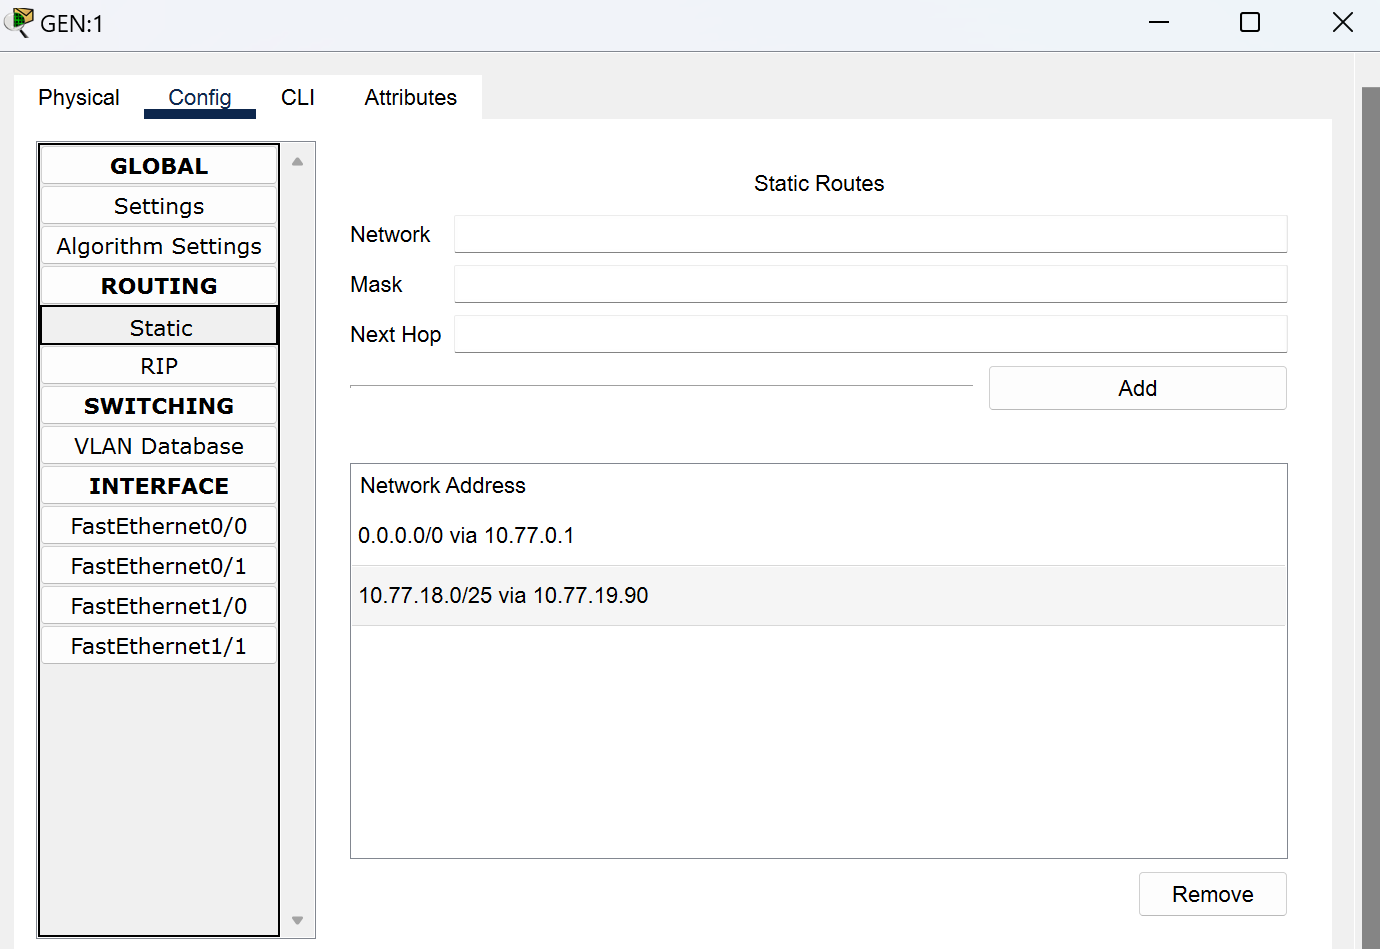 GEN:1
Physical Config CLI Attributes
GLOBAL
Settings
Algorithm Settings
ROUTING
Static
RIP
SWITCHING
VLAN Database
INTERFACE
FastEthernet0/0
FastEthernet0/1
FastEthernet1/0
FastEthernet1/1
Static Routes
Network
Mask
Next Hop
Add
Network Address
0.0.0.0/0 via 10.77.0.1
10.77.18.0/25 via 10.77.19.90
Remove